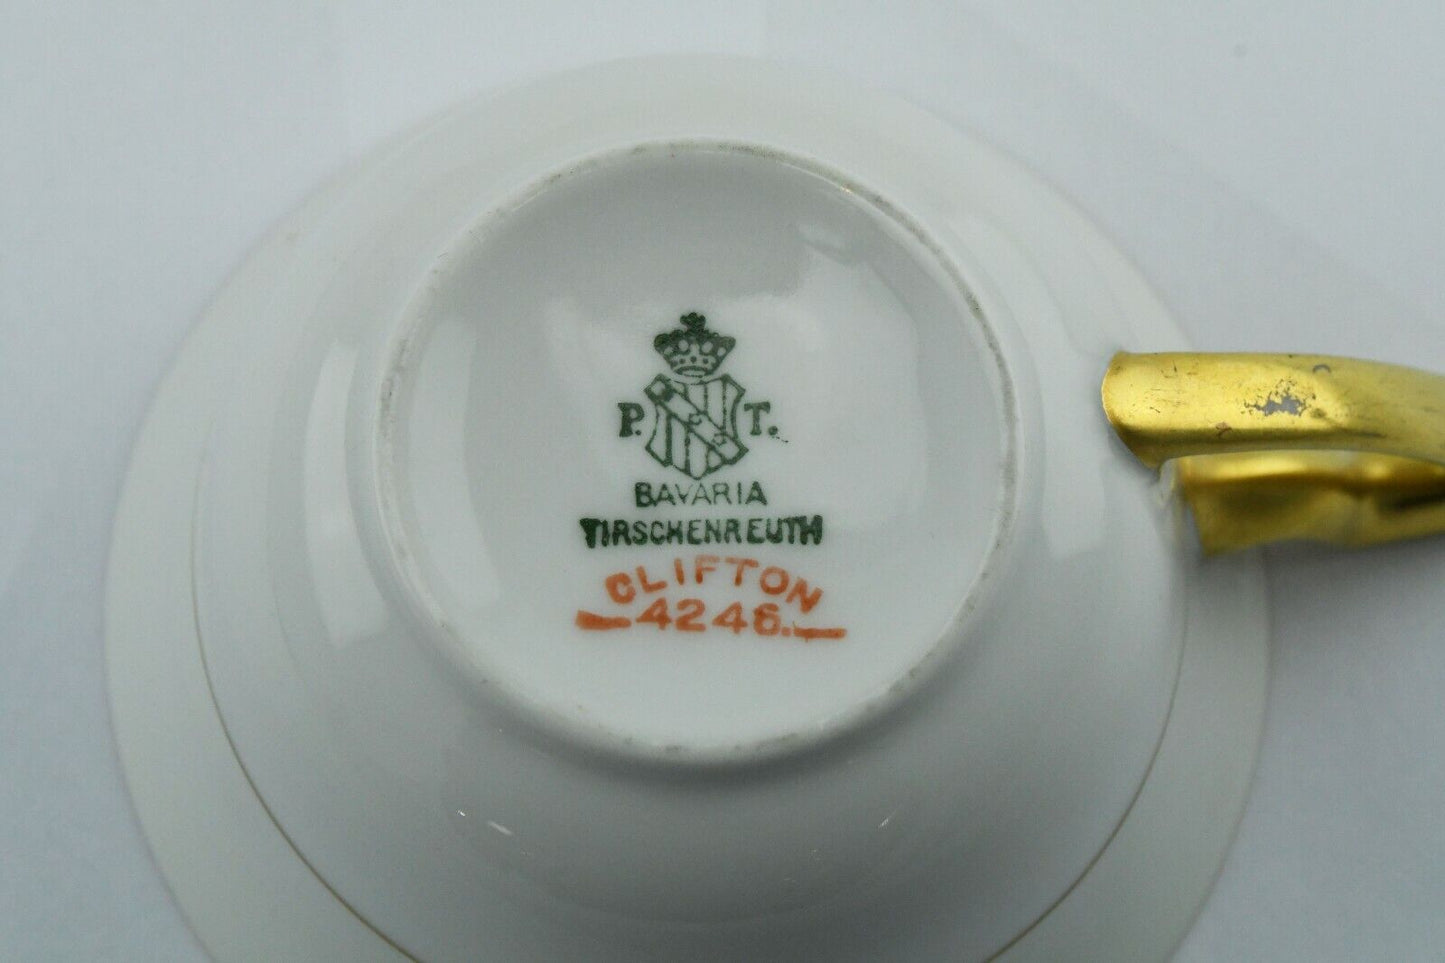 P. T.
BAVARIA
TIRSCHENREUTH
CLIFTON
4246.